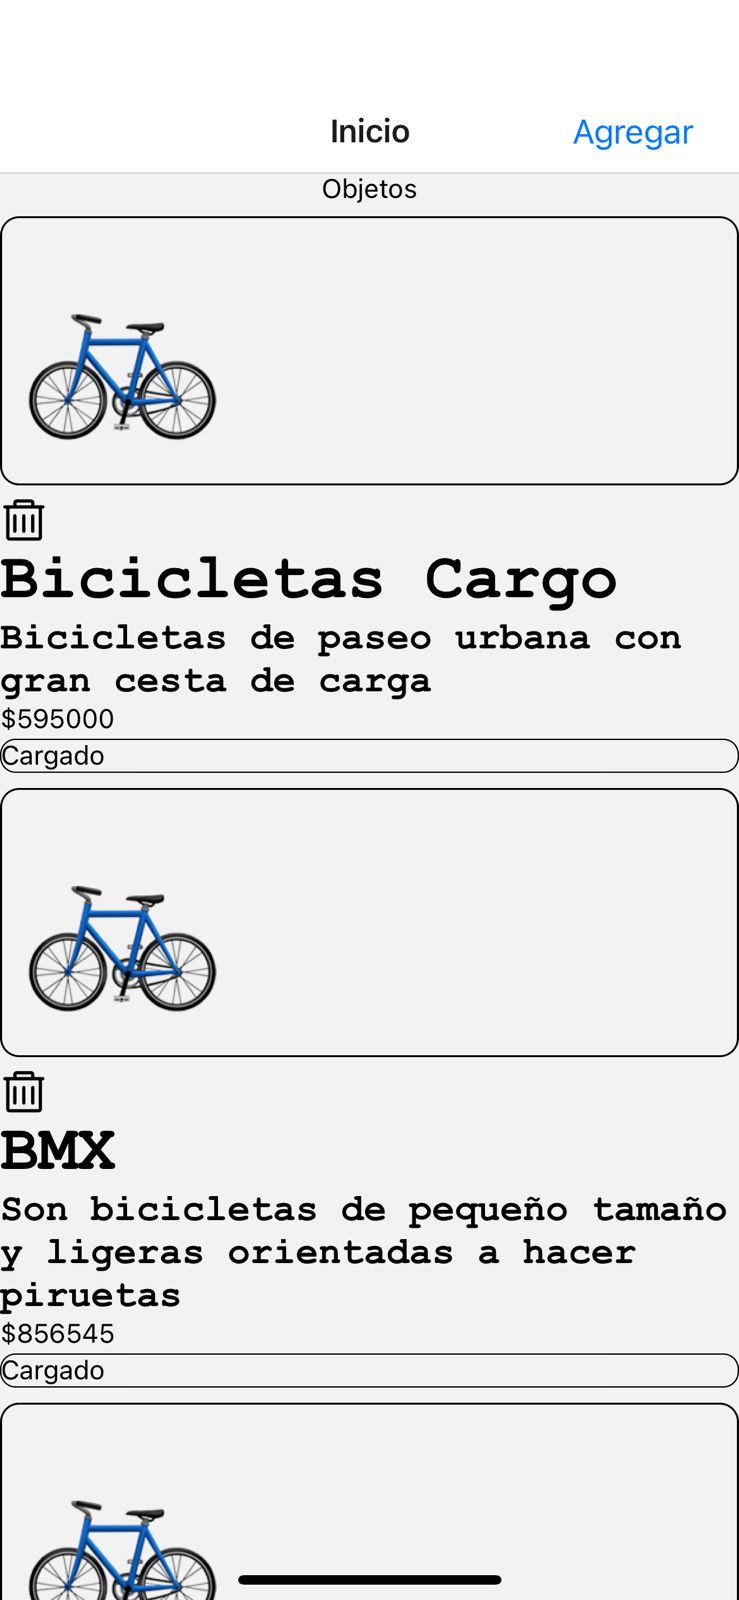 Inicio
Agregar
Objetos
Bicicletas Cargo
Bicicletas de paseo urbana con
gran cesta de carga
$595000
Cargado
BMX
Son bicicletas de pequeño tamaño
y ligeras orientadas a hacer
piruetas
$856545
Cargado